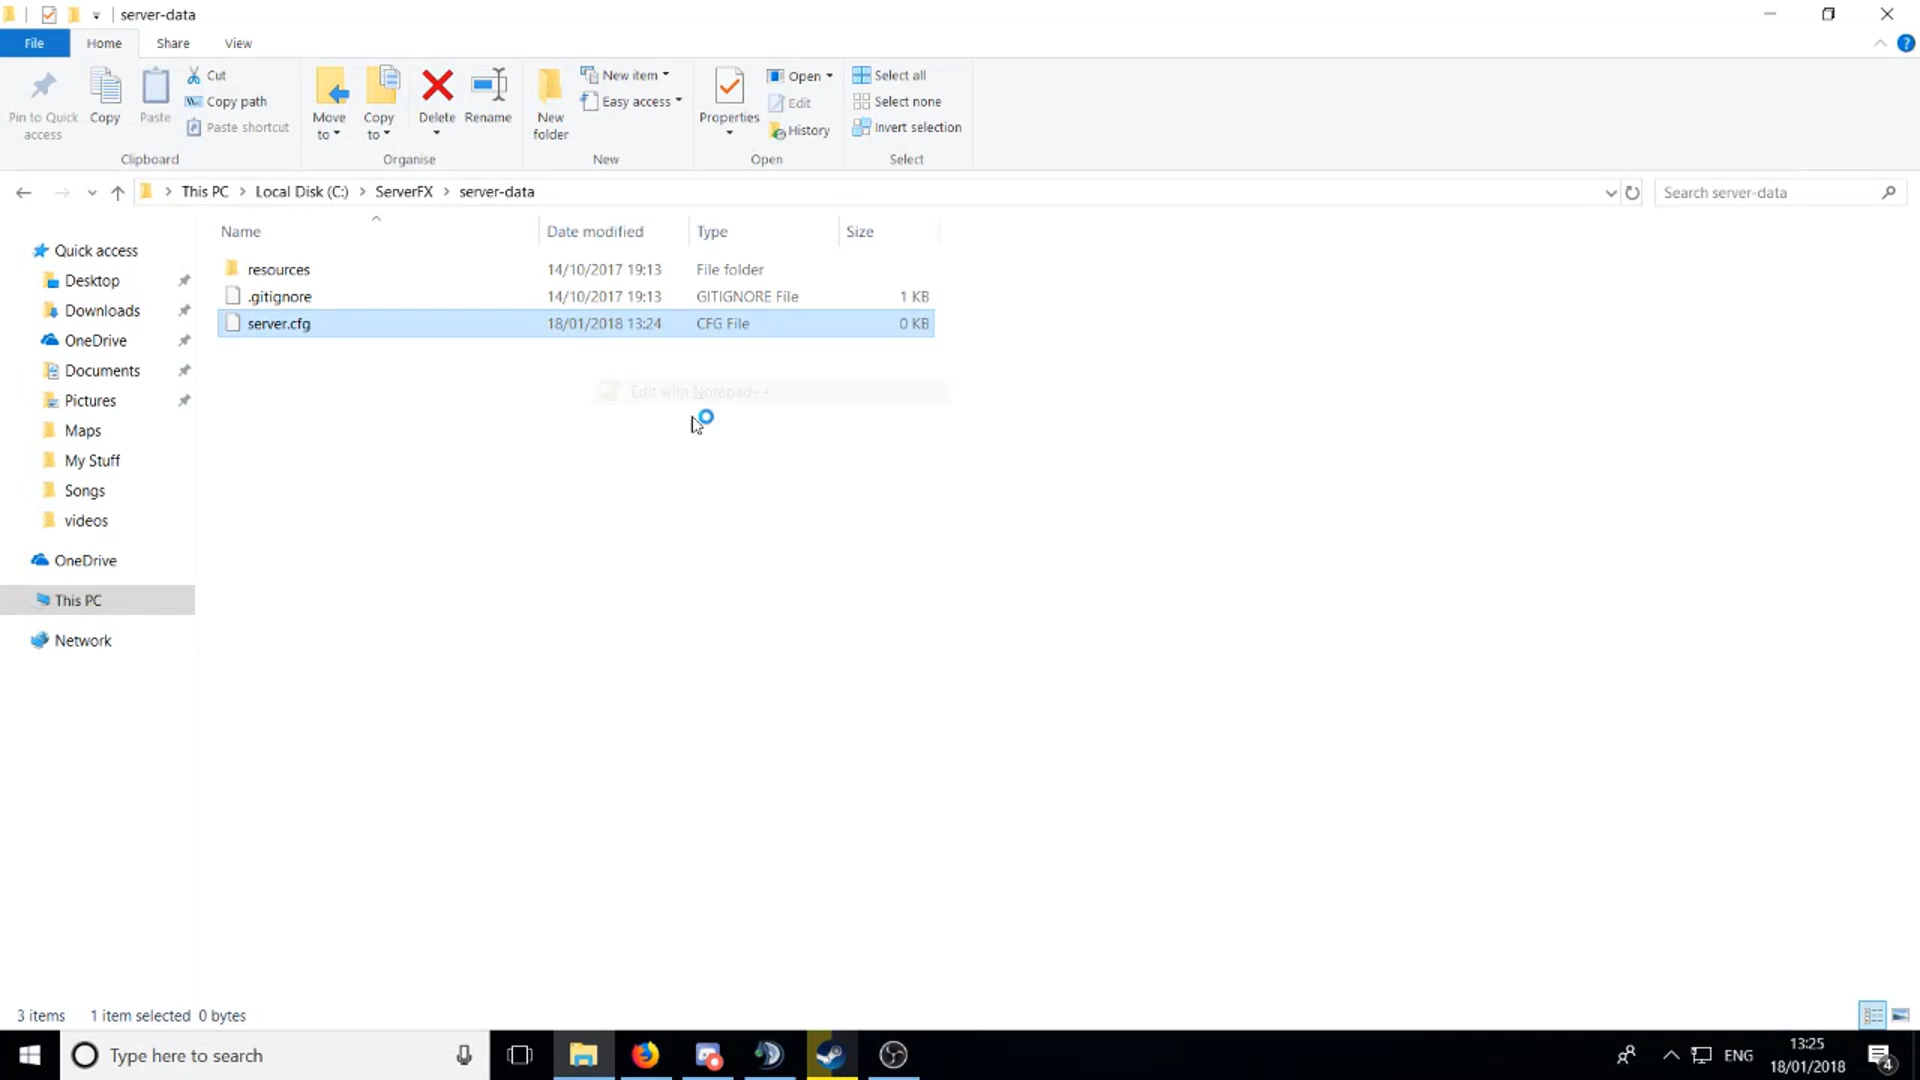 server-data
File Home Share View
Pin to Quick access
Copy
Paste
Cut
Copy path
Paste shortcut
Clipboard
Move to
Copy to
Delete
Rename
Organise
New folder
New item
Easy access
New
Properties
Open
Edit
History
Open
Select all
Select none
Invert selection
Select
This PC > Local Disk (C:) > ServerFX > server-data
Search server-data
Name Date modified Type Size
resources 14/10/2017 19:13 File folder
.gitignore 14/10/2017 19:13 GITIGNORE File 1 KB
server.cfg 18/01/2018 13:24 CFG File 0 KB
Edit with Notepad++
Quick access
Desktop
Downloads
OneDrive
Documents
Pictures
Maps
My Stuff
Songs
videos
OneDrive
This PC
Network
3 items 1 item selected 0 bytes
Type here to search
ENG
13:25
18/01/2018
4